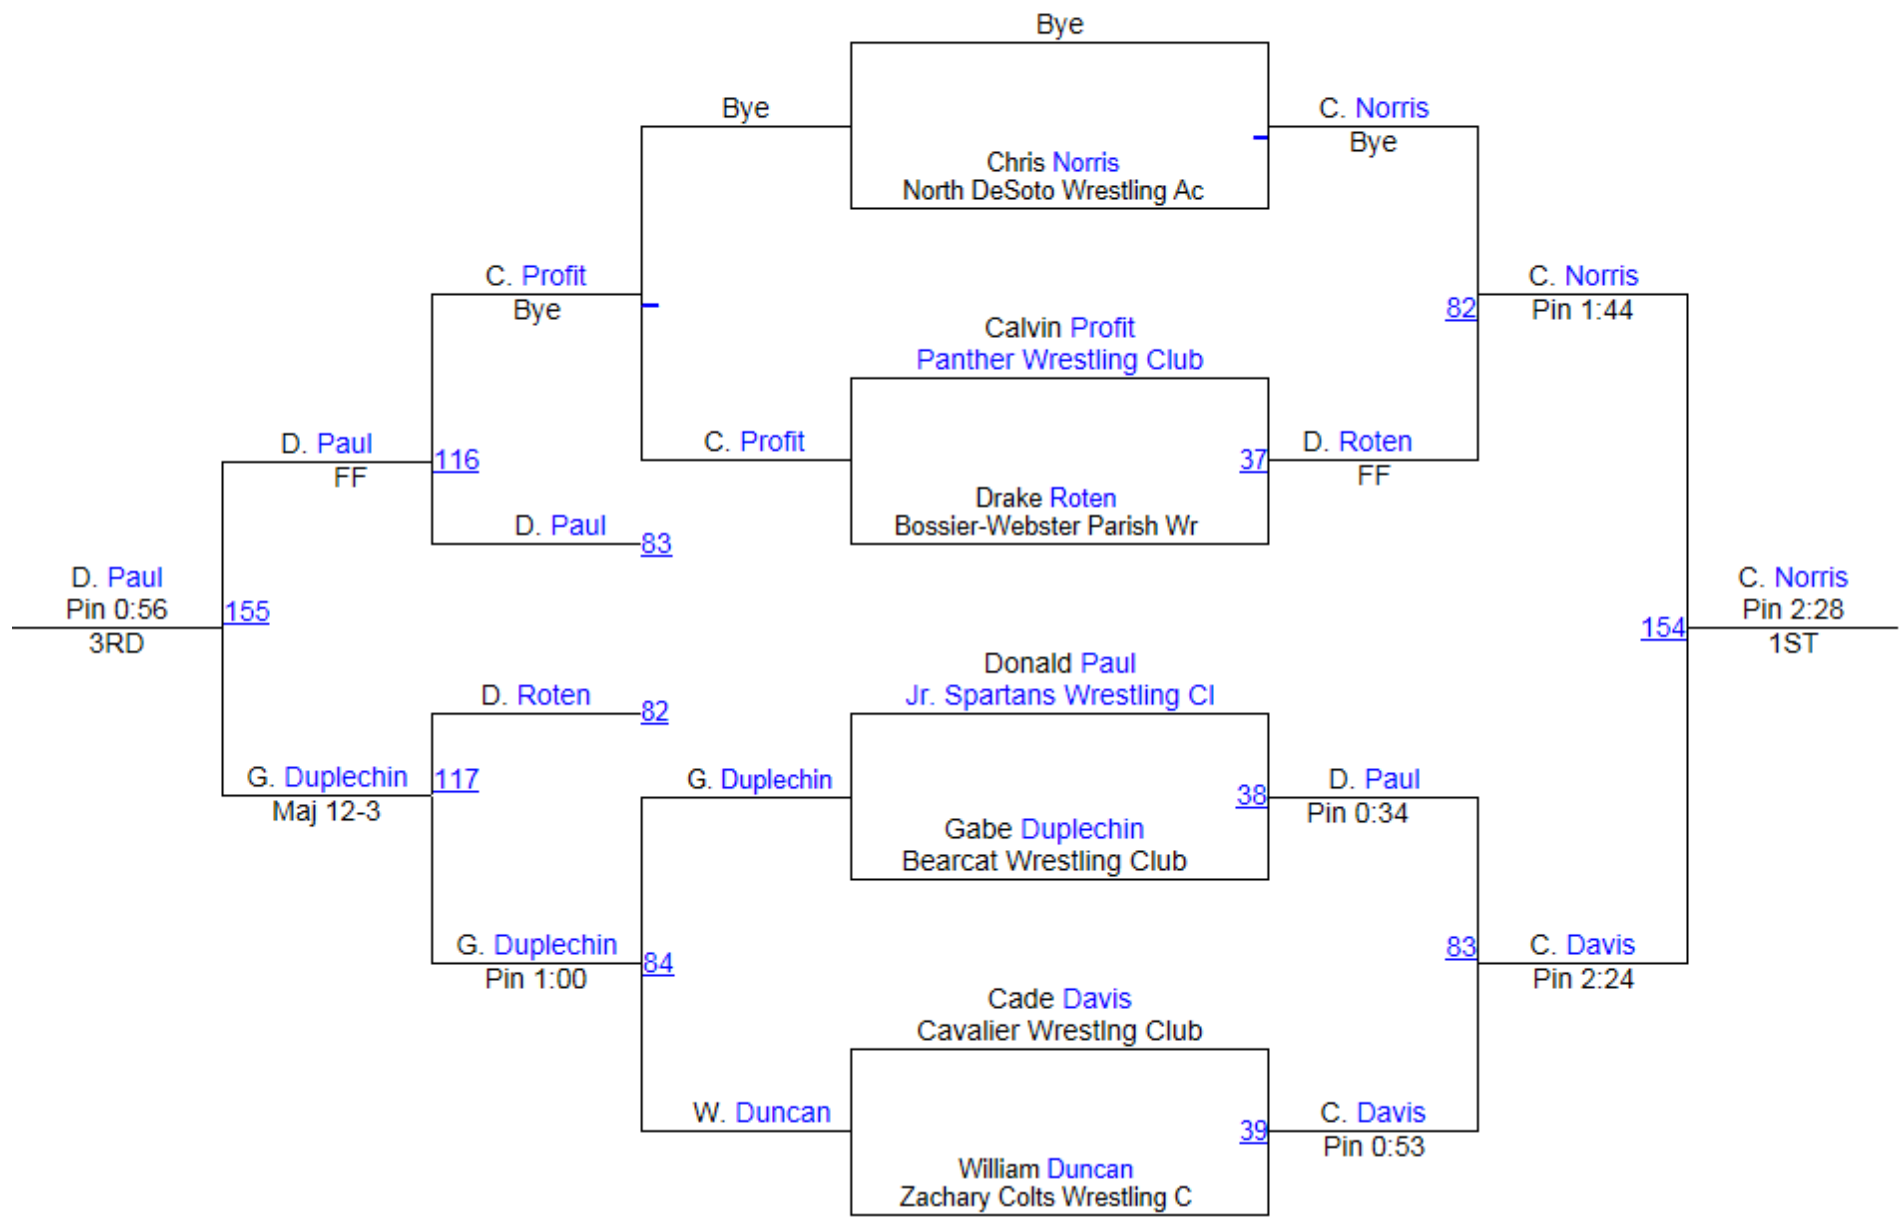 Bye
Bye
C. Norris
Bye
Chris Norris
North DeSoto Wrestling Ac
C. Profit
Bye
C. Norris
Pin 1:44
82
Calvin Profit
Panther Wrestling Club
D. Paul
FF
116
C. Profit
37
D. Roten
FF
Drake Roten
Bossier-Webster Parish Wr
D. Paul
83
D. Paul
Pin 0:56
3RD
155
C. Norris
Pin 2:28
1ST
154
Donald Paul
Jr. Spartans Wrestling Cl
D. Roten
82
G. Duplechin
Maj 12-3
117
G. Duplechin
38
D. Paul
Pin 0:34
Gabe Duplechin
Bearcat Wrestling Club
G. Duplechin
Pin 1:00
84
83
C. Davis
Pin 2:24
Cade Davis
Cavalier Wrestlng Club
W. Duncan
39
C. Davis
Pin 0:53
William Duncan
Zachary Colts Wrestling C